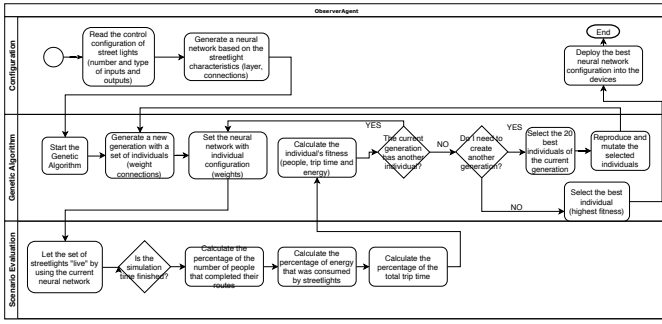 ObserverAgent
Configuration
Read the control
configuration of
street lights
(number and type
of inputs and
outputs)
Generate a neural
network based on the
streetlight
characteristics (layer,
connections)
End
Deploy the best
neural network
configuration into the
devices
Genetic Algorithm
Start the
Genetic
Algorithm
Generate a new
generation with a
set of individuals
(weight
connections)
Set the neural
network with
individual
configuration
(weights)
Calculate the
individual's fitness
(people, trip time and
energy)
YES
The current
generation
has another
individual?
NO
Do I need to
create
another
generation?
YES
Select the 20
best
individuals of
the current
generation
Reproduce and
mutate the
selected
individuals
NO
Select the best
individual
(highest fitness)
Scenario Evaluation
Let the set of
streetlights "live" by
using the current
neural network
Is the
simulation
time finished?
Calculate the
percentage of the
number of people
that completed their
routes
Calculate the
percentage of energy
that was consumed
by streetlights
Calculate the
percentage of the
total trip time